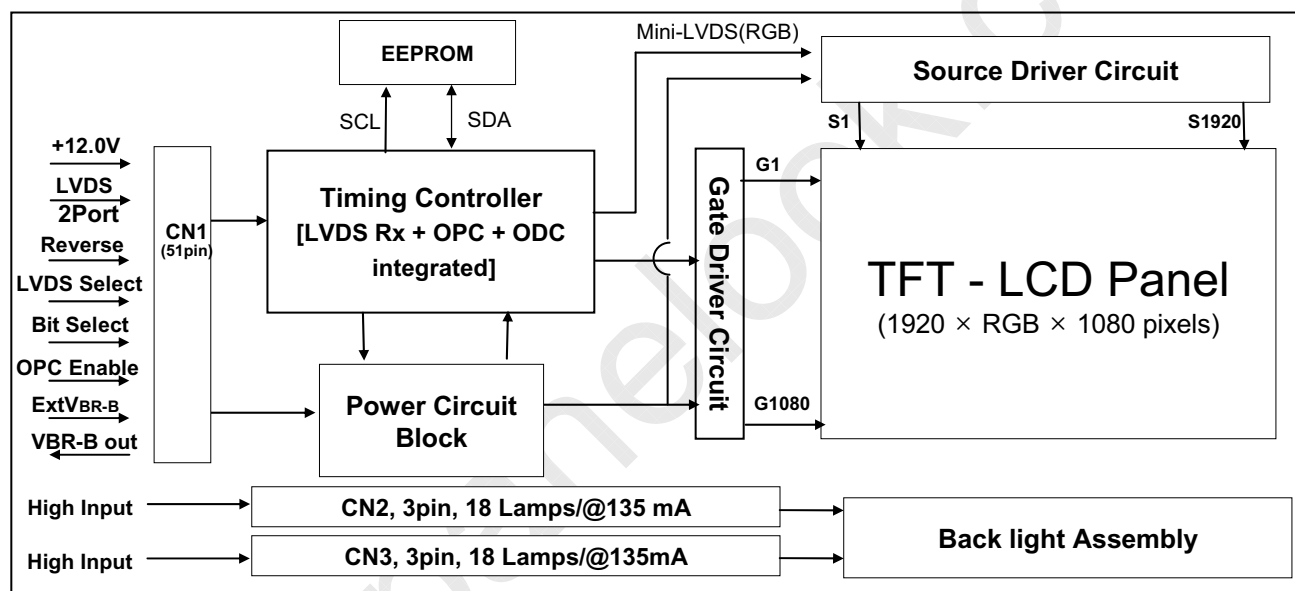 Mini-LVDS(RGB)
EEPROM
Source Driver Circuit
SCL
SDA
S1
S1920
+12.0V
LVDS
2Port
Reverse
LVDS Select
Bit Select
OPC Enable
ExtVBR-B
VBR-B out
CN1
(51pin)
Timing Controller
[LVDS Rx + OPC + ODC
integrated]
Power Circuit
Block
Gate Driver Circuit
G1
G1080
TFT - LCD Panel
(1920 × RGB × 1080 pixels)
High Input
CN2, 3pin, 18 Lamps/@135 mA
High Input
CN3, 3pin, 18 Lamps/@135mA
Back light Assembly